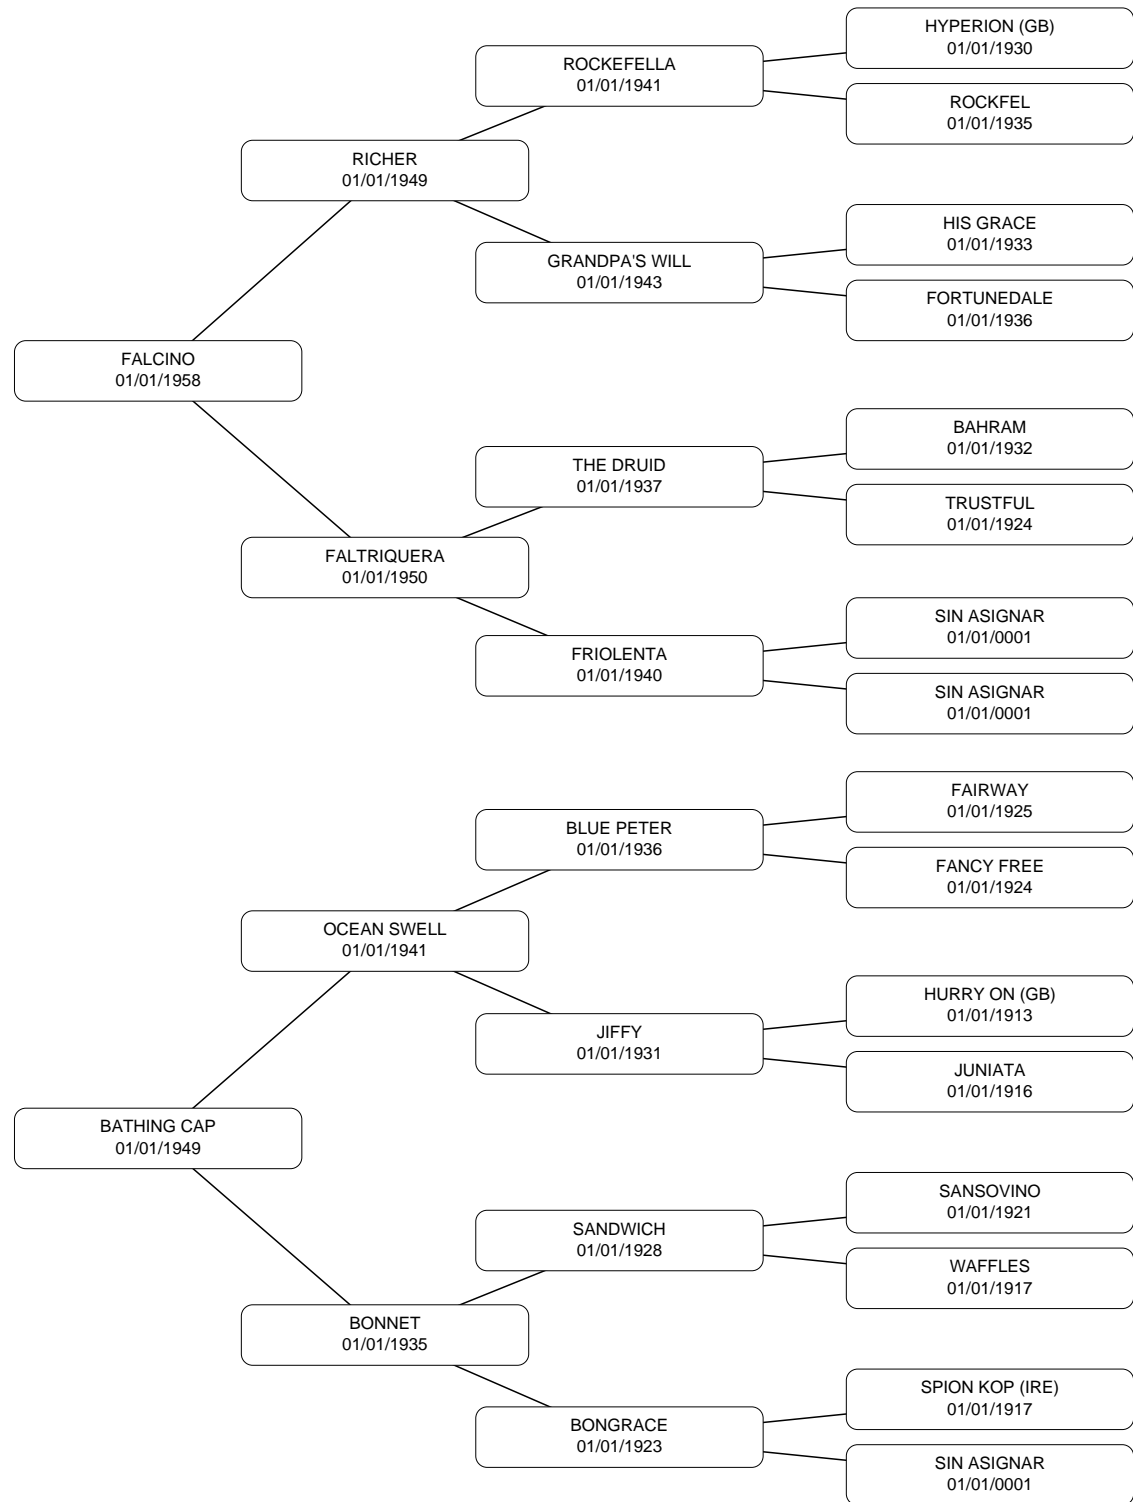 HYPERION (GB)
01/01/1930
ROCKEFELLA
01/01/1941
ROCKFEL
01/01/1935
RICHER
01/01/1949
HIS GRACE
01/01/1933
GRANDPA'S WILL
01/01/1943
FORTUNEDALE
01/01/1936
FALCINO
01/01/1958
BAHRAM
01/01/1932
THE DRUID
01/01/1937
TRUSTFUL
01/01/1924
FALTRIQUERA
01/01/1950
SIN ASIGNAR
01/01/0001
FRIOLENTA
01/01/1940
SIN ASIGNAR
01/01/0001
FAIRWAY
01/01/1925
BLUE PETER
01/01/1936
FANCY FREE
01/01/1924
OCEAN SWELL
01/01/1941
HURRY ON (GB)
01/01/1913
JIFFY
01/01/1931
JUNIATA
01/01/1916
BATHING CAP
01/01/1949
SANSOVINO
01/01/1921
SANDWICH
01/01/1928
WAFFLES
01/01/1917
BONNET
01/01/1935
SPION KOP (IRE)
01/01/1917
BONGRACE
01/01/1923
SIN ASIGNAR
01/01/0001